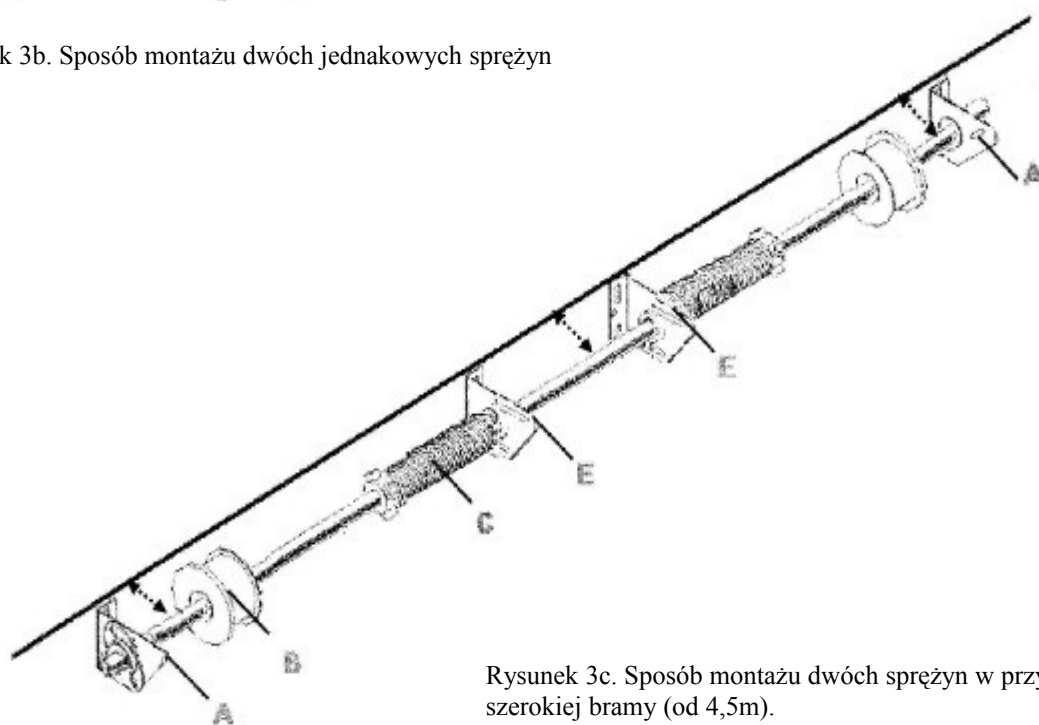 k 3b. Sposób montażu dwóch jednakowych sprężyn
A
E
E
C
B
A
Rysunek 3c. Sposób montażu dwóch sprężyn w przy
szerokiej bramy (od 4,5m).